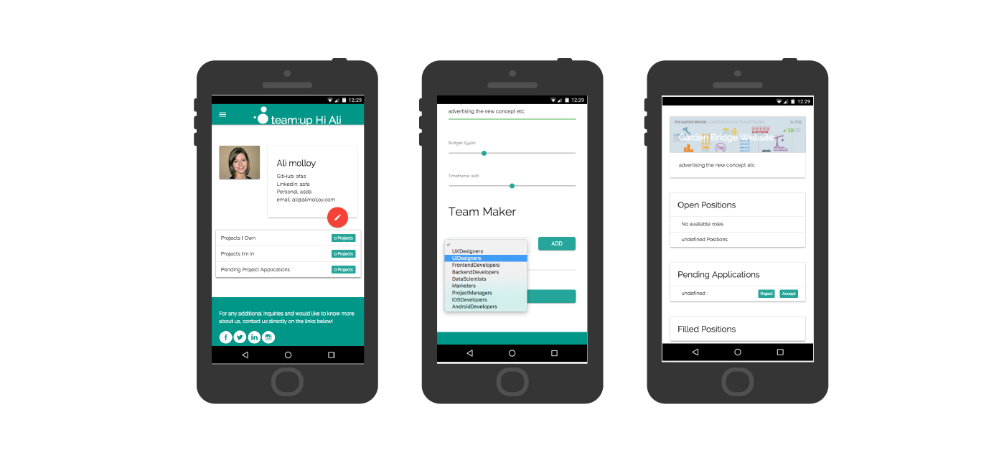 12:29
team:up Hi Ali
Ali molloy
GitHub: afas
LinkedIn: asfa
Personal: asda
email: ali@alimolloy.com
Projects I Own
0 Projects
Projects I'm in
0 Projects
Pending Project Applications
0 Projects
For any additional inquiries and would like to know more
about us, contact us directly on the links below!
12:29
advertising the new concept etc
Budget: $5400
Team Maker
ADD
UXDesigners
UIDesigners
FrontendDevelopers
BackendDevelopers
DataScientists
Marketers
ProjectManagers
iOSDevelopers
AndroidDevelopers
12:29
THE GARDEN BRIDGE CONSTRUCTION FACTS AND FIGURES
20
Garden Bridge Website
advertising the new concept etc
Open Positions
No available roles
undefined Positions
Pending Applications
undefined :
Reject
Accept
Filled Positions